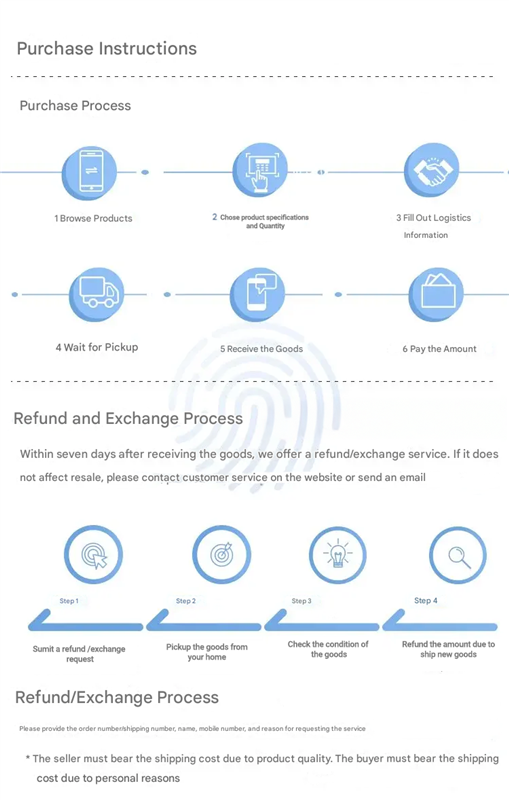 Purchase Instructions
Purchase Process
1 Browse Products
2 Chose product specifications
and Quantity
3 Fill Out Logistics
Information
4 Wait for Pickup
5 Receive the Goods
6 Pay the Amount
Refund and Exchange Process
Within seven days after receiving the goods, we offer a refund/exchange service. If it does
not affect resale, please contact customer service on the website or send an email
Step 1
Step 2
Step 3
Step 4
Sumit a refund /exchange
request
Pickup the goods from
your home
Check the condition of
the goods
Refund the amount due to
ship new goods
Refund/Exchange Process
Please provide the order number/shipping number, name, mobile number, and reason for requesting the service
* The seller must bear the shipping cost due to product quality. The buyer must bear the shipping
cost due to personal reasons